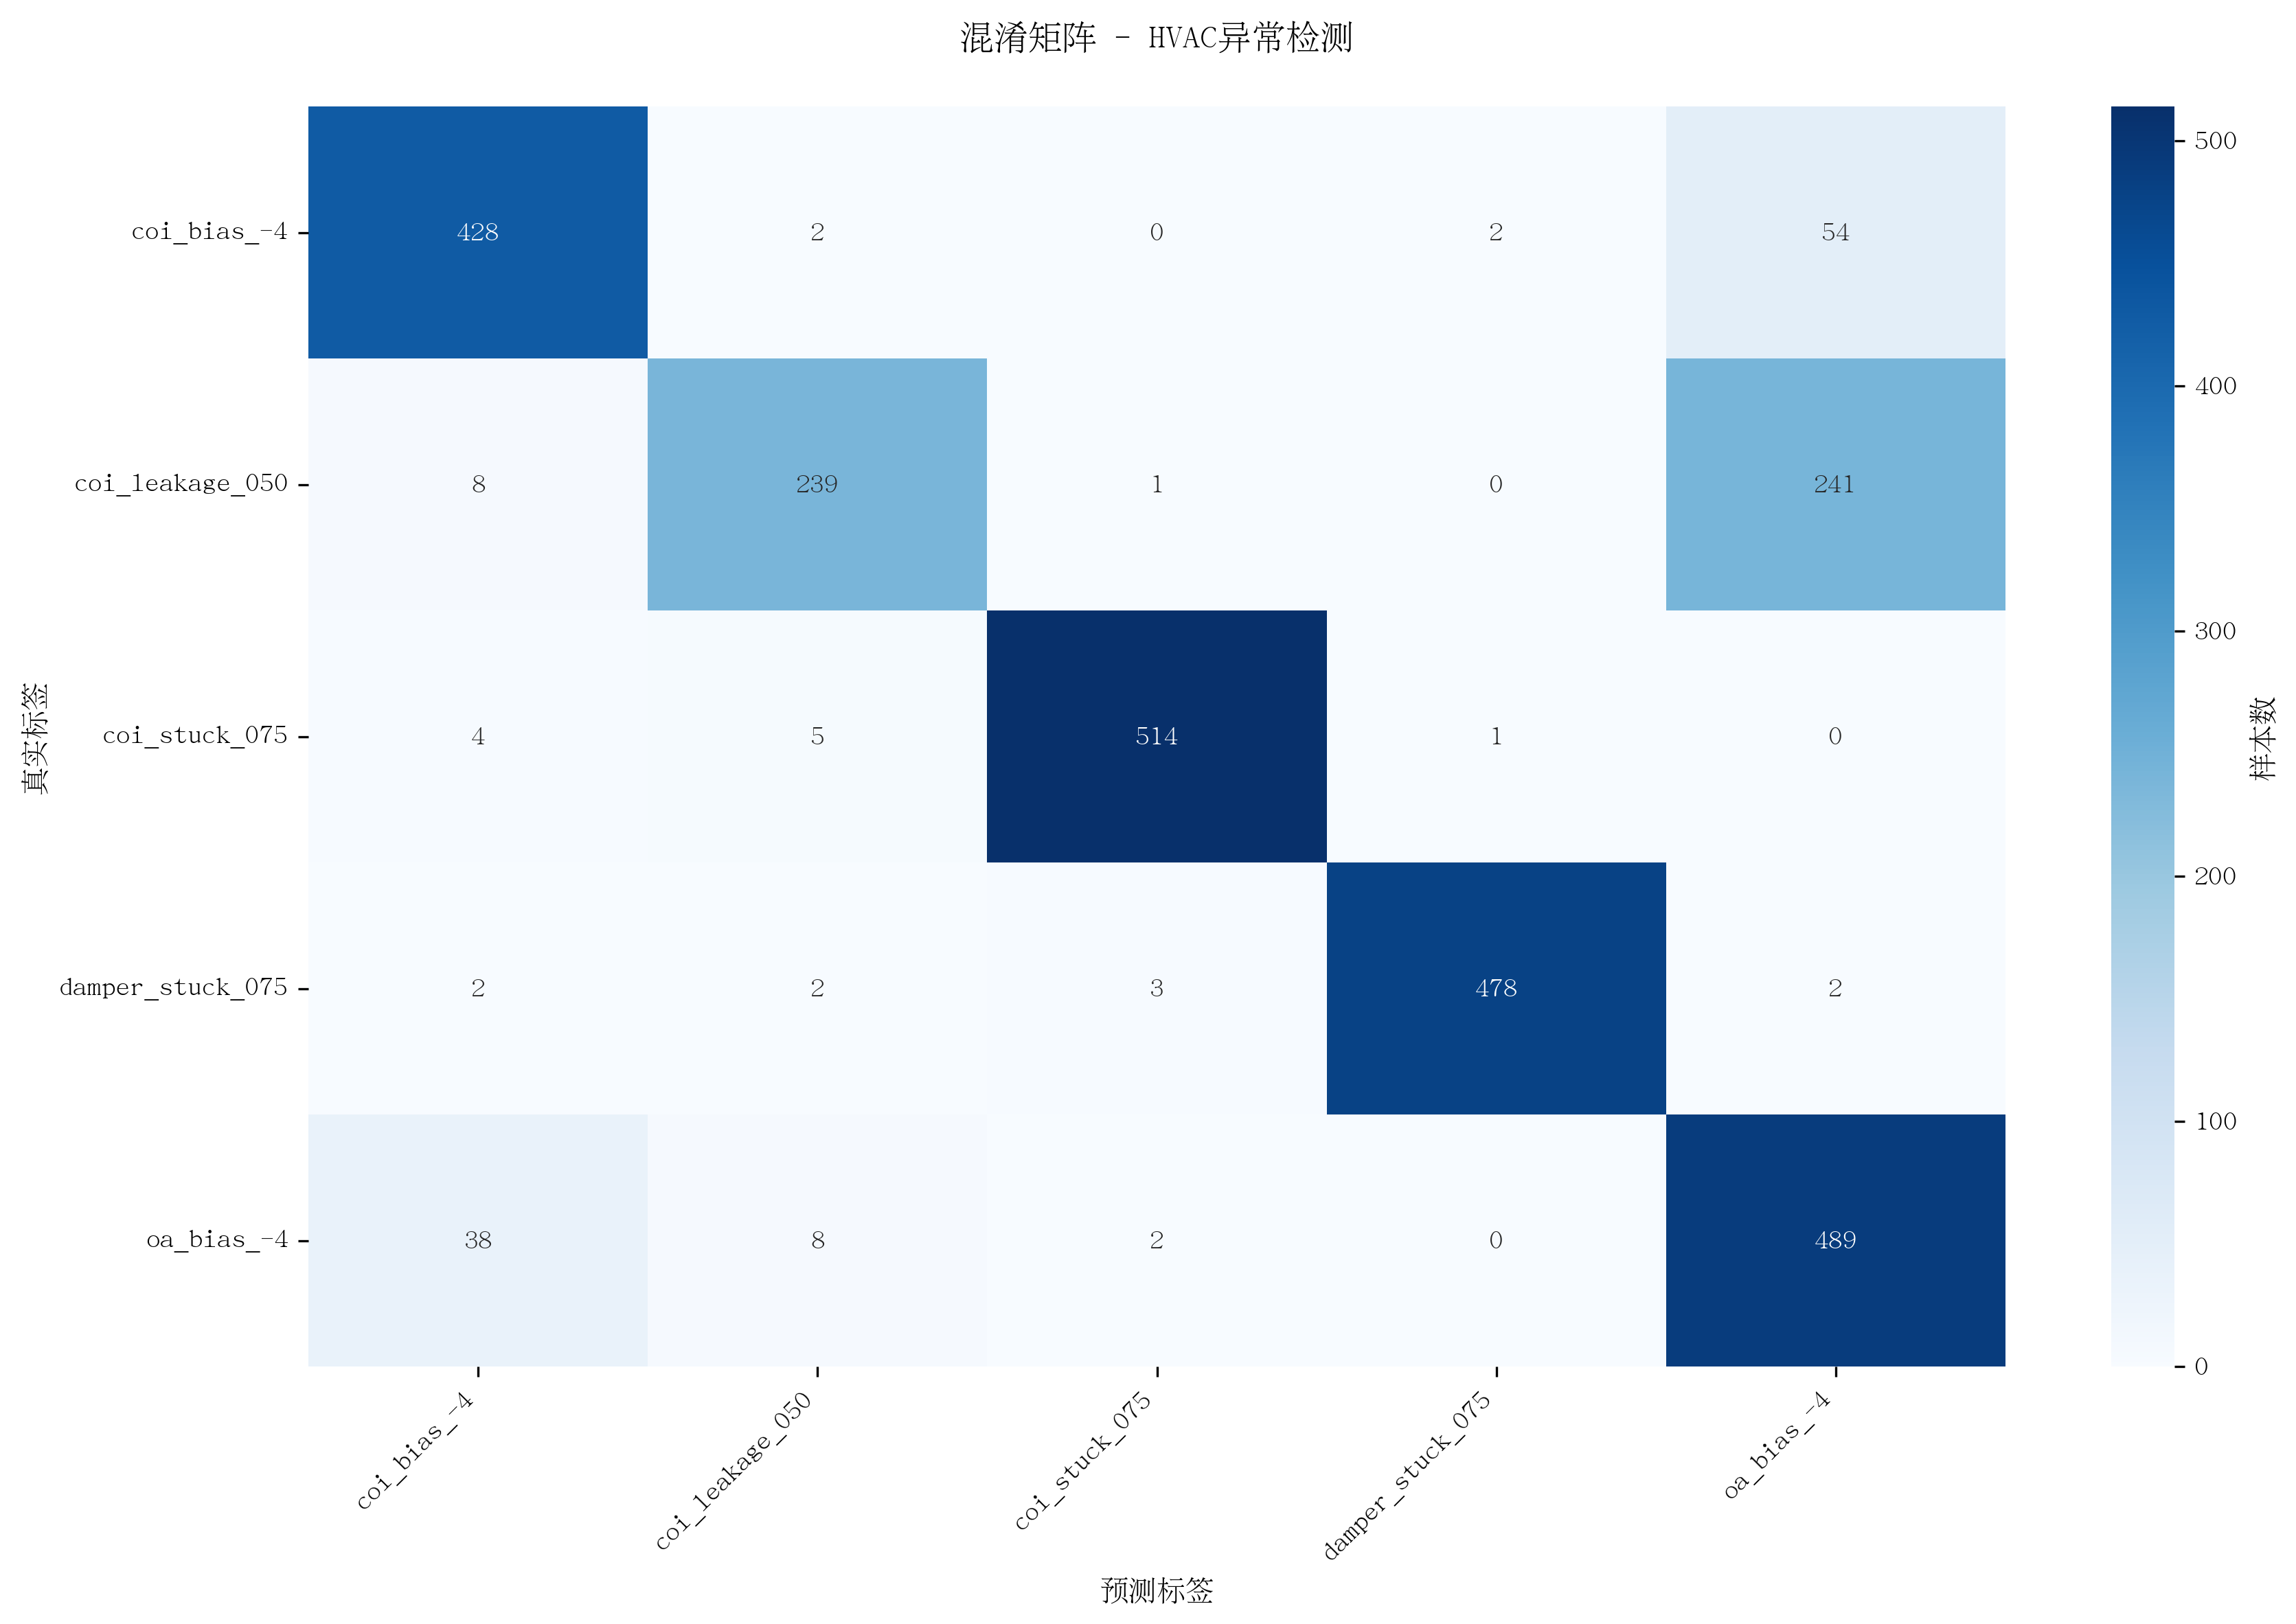 混淆矩阵 - HVAC异常检测
真实标签
coi_bias_-4
428 2 0 2 54
coi_leakage_050
8 239 1 0 241
coi_stuck_075
4 5 514 1 0
damper_stuck_075
2 2 3 478 2
oa_bias_-4
38 8 2 0 489
coi_bias_-4
coi_leakage_050
coi_stuck_075
damper_stuck_075
oa_bias_-4
预测标签
500
400
300
200
100
0
样本数